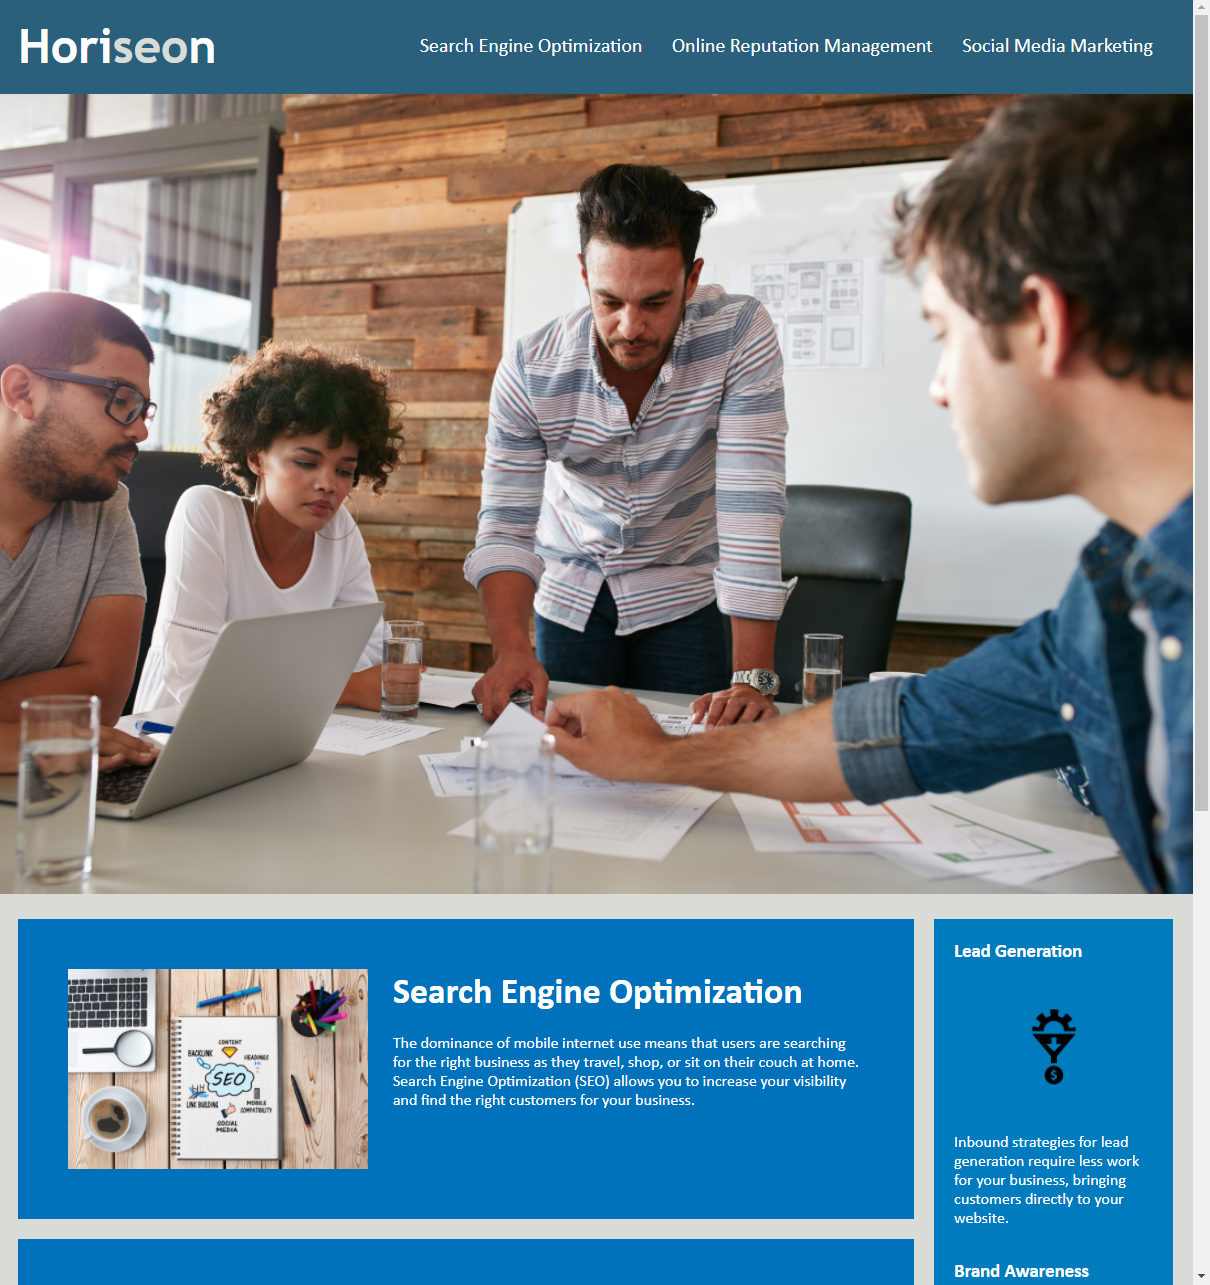 Horiseon
Search Engine Optimization
Online Reputation Management
Social Media Marketing
CONTENT
BACKLINK
HEADINGS
SEO
LINK BUILDING
MOBILE
COMPATIBILITY
SOCIAL
MEDIA
Search Engine Optimization
The dominance of mobile internet use means that users are searching
for the right business as they travel, shop, or sit on their couch at home.
Search Engine Optimization (SEO) allows you to increase your visibility
and find the right customers for your business.
Lead Generation
$
Inbound strategies for lead
generation require less work
for your business, bringing
customers directly to your
website.
Brand Awareness